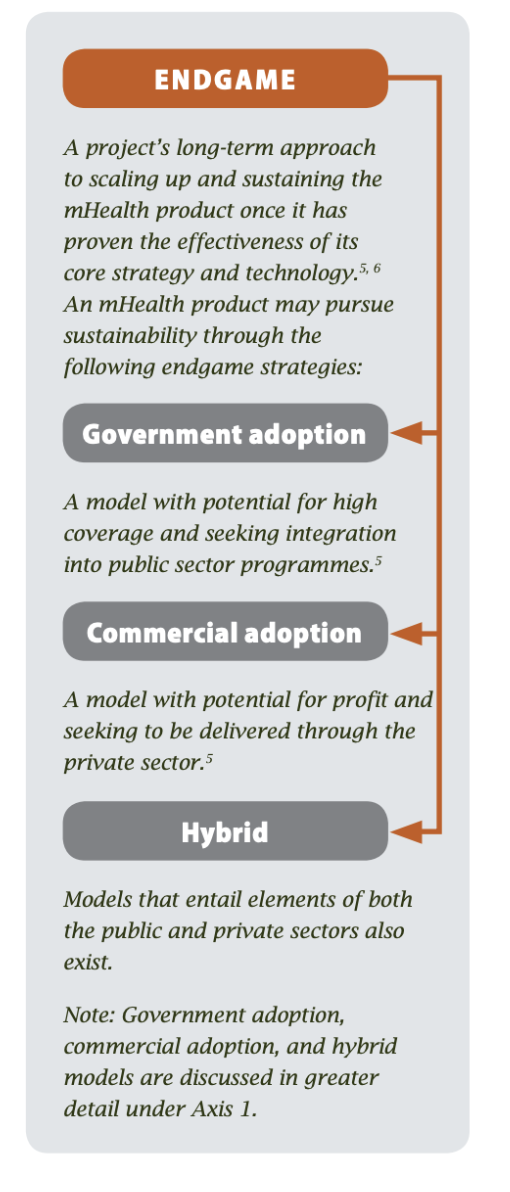 ENDGAME
A project’s long-term approach
to scaling up and sustaining the
mHealth product once it has
proven the effectiveness of its
core strategy and technology.5, 6
An mHealth product may pursue
sustainability through the
following endgame strategies:
Government adoption
A model with potential for high
coverage and seeking integration
into public sector programmes.5
Commercial adoption
A model with potential for profit and
seeking to be delivered through the
private sector.5
Hybrid
Models that entail elements of both
the public and private sectors also
exist.
Note: Government adoption,
commercial adoption, and hybrid
models are discussed in greater
detail under Axis 1.